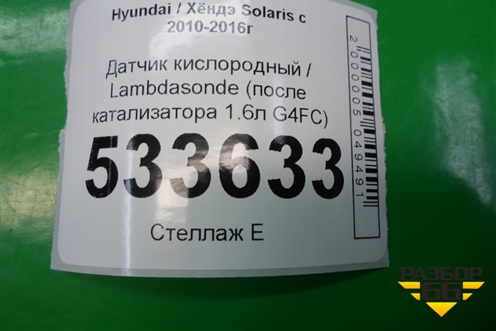 Hyundai / Хёндэ Solaris с
2010-2016г
Датчик кислородный /
Lambdasonde (после
катализатора 1.6л G4FC)
533633
Стеллаж Е
2000005049491
РАЗБОР
66